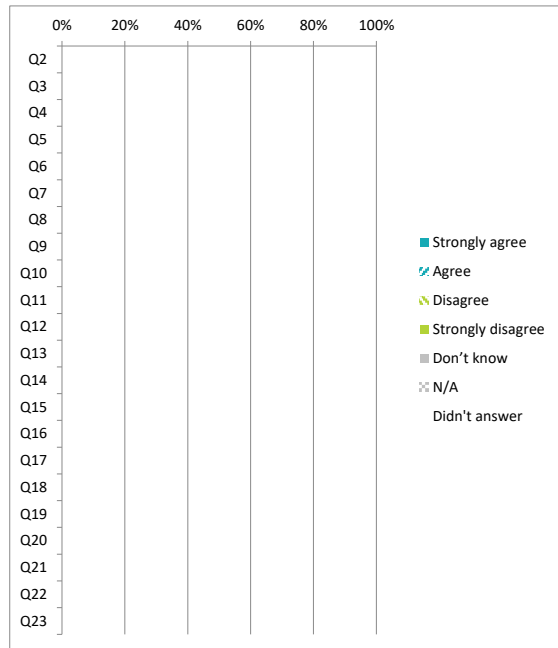 0% 20% 40% 60% 80% 100%
Q2
Q3
Q4
Q5
Q6
Q7
Q8
Q9
Q10
Q11
Q12
Q13
Q14
Q15
Q16
Q17
Q18
Q19
Q20
Q21
Q22
Q23
Strongly agree
Agree
Disagree
Strongly disagree
Don’t know
N/A
Didn't answer